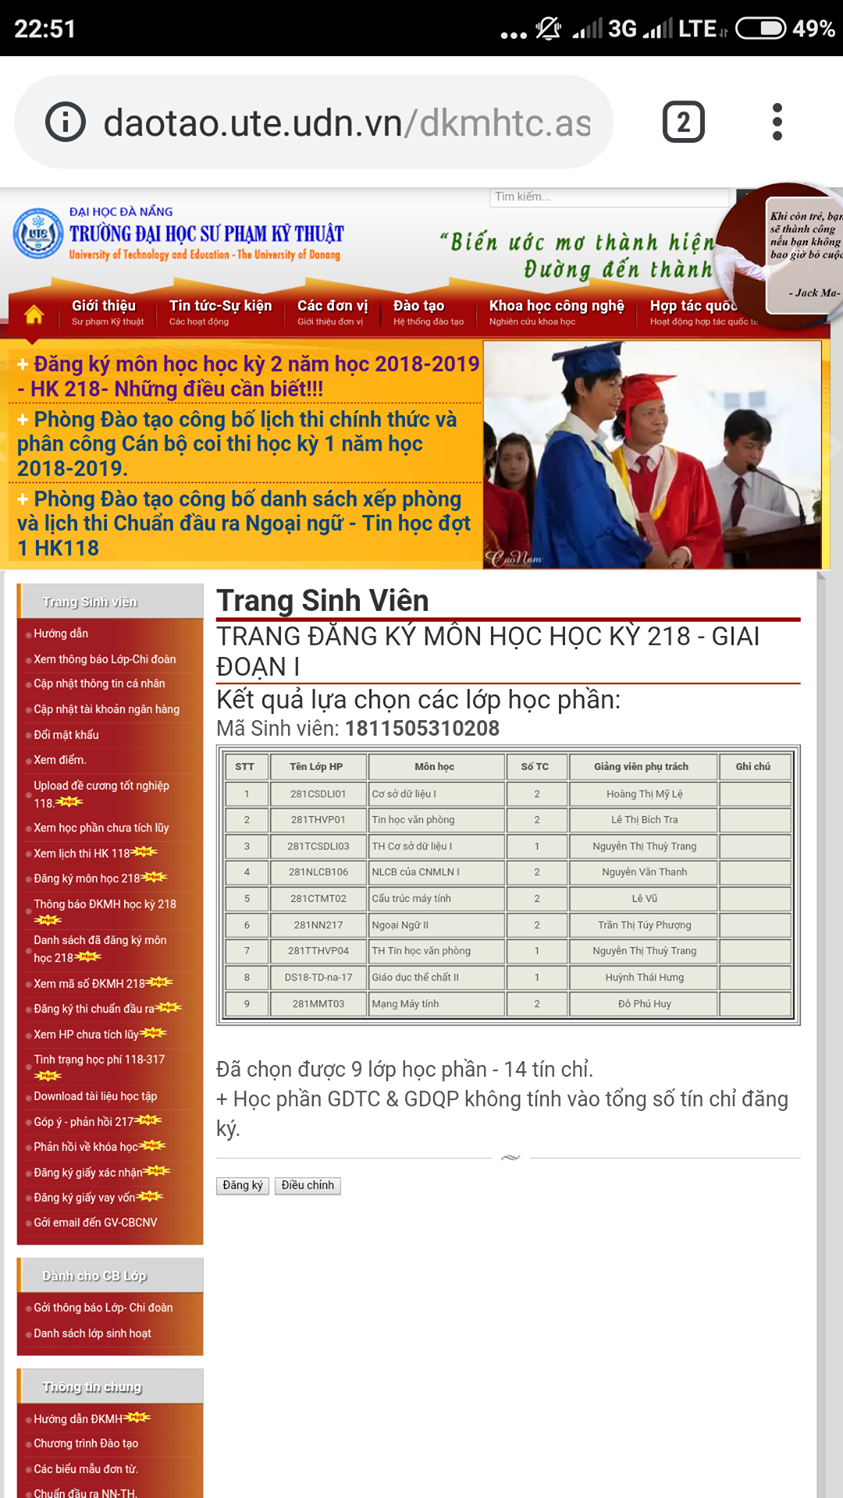 22:51
3G LTE 49%
daotao.ute.udn.vn/dkmhtc.as
2
Tìm kiếm...
ĐẠI HỌC ĐÀ NẴNG
TRƯỜNG ĐẠI HỌC SƯ PHẠM KỸ THUẬT
University of Technology and Education - The University of Danang
UTE
“Biến ước mơ thành hiện
Đường đến thành
Khi còn trẻ, bạn
sẽ thành công
nếu bạn không
bao giờ bỏ cuộc
- Jack Ma-
Giới thiệu Tin tức-Sự kiện Các đơn vị Đào tạo Khoa học công nghệ Hợp tác quốc
Sư phạm Kỹ thuật Các hoạt động Giới thiệu đơn vị Hệ thống đào tạo Nghiên cứu khoa học Hoạt động hợp tác quốc tế
+ Đăng ký môn học học kỳ 2 năm học 2018-2019
- HK 218- Những điều cần biết!!!
+ Phòng Đào tạo công bố lịch thi chính thức và
phân công Cán bộ coi thi học kỳ 1 năm học
2018-2019.
+ Phòng Đào tạo công bố danh sách xếp phòng
và lịch thi Chuẩn đầu ra Ngoại ngữ - Tin học đợt
1 HK118
CaoNam
Trang Sinh viên
Hướng dẫn
Xem thông báo Lớp-Chi đoàn
Cập nhật thông tin cá nhân
Cập nhật tài khoản ngân hàng
Đổi mật khẩu
Xem điểm.
Upload đề cương tốt nghiệp
118.
Xem học phần chưa tích lũy
Xem lịch thi HK 118
Đăng ký môn học 218
Thông báo ĐKMH học kỳ 218
Danh sách đã đăng ký môn
học 218
Xem mã số ĐKMH 218
Đăng ký thi chuẩn đầu ra
Xem HP chưa tích lũy
Tình trạng học phí 118-317
Download tài liệu học tập
Góp ý - phản hồi 217
Phản hồi về khóa học
Đăng ký giấy xác nhận
Đăng ký giấy vay vốn
Gởi email đến GV-CBCNV
Dành cho CB Lớp
Gởi thông báo Lớp- Chi đoàn
Danh sách lớp sinh hoạt
Thông tin chung
Hướng dẫn ĐKMH
Chương trình Đào tạo
Các biểu mẫu đơn từ.
Chuẩn đầu ra NN-TH.
Trang Sinh Viên
TRANG ĐĂNG KÝ MÔN HỌC HỌC KỲ 218 - GIAI
ĐOẠN I
Kết quả lựa chọn các lớp học phần:
Mã Sinh viên: 1811505310208
STT Tên Lớp HP Môn học Số TC Giảng viên phụ trách Ghi chú
1 281CSDLI01 Cơ sở dữ liệu I 2 Hoàng Thị Mỹ Lệ
2 281THVP01 Tin học văn phòng 2 Lê Thị Bích Tra
3 281TCSDLI03 TH Cơ sở dữ liệu I 1 Nguyễn Thị Thuỳ Trang
4 281NLCB106 NLCB của CNMLN I 2 Nguyễn Văn Thanh
5 281CTMT02 Cấu trúc máy tính 2 Lê Vũ
6 281NN217 Ngoại Ngữ II 2 Trần Thị Túy Phượng
7 281TTHVP04 TH Tin học văn phòng 1 Nguyễn Thị Thuỳ Trang
8 DS18-TD-na-17 Giáo dục thể chất II 1 Huỳnh Thái Hưng
9 281MMT03 Mạng Máy tính 2 Đỗ Phú Huy
Đã chọn được 9 lớp học phần - 14 tín chỉ.
+ Học phần GDTC & GDQP không tính vào tổng số tín chỉ đăng
ký.
Đăng ký Điều chỉnh